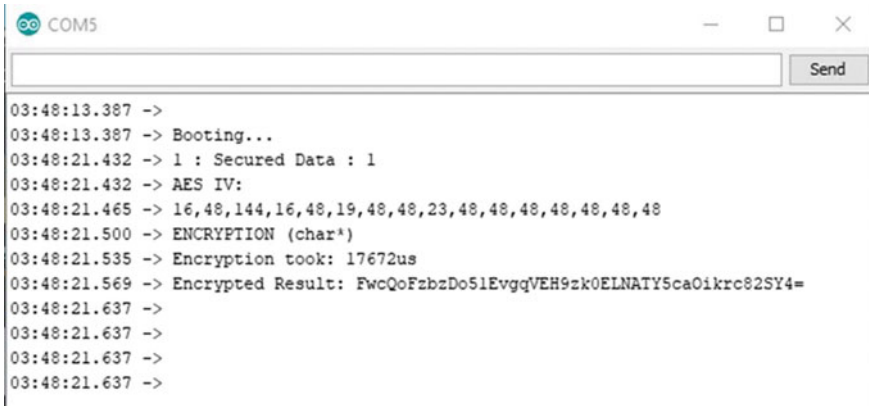 COM5
Send
03:48:13.387 ->
03:48:13.387 -> Booting...
03:48:21.432 -> 1 : Secured Data : 1
03:48:21.432 -> AES IV:
03:48:21.465 -> 16,48,144,16,48,19,48,48,23,48,48,48,48,48,48,48
03:48:21.500 -> ENCRYPTION (char*)
03:48:21.535 -> Encryption took: 17672us
03:48:21.569 -> Encrypted Result: FwcQoFzbzDo51EvgqVEH9zk0ELNATY5caOikrc82SY4=
03:48:21.637 ->
03:48:21.637 ->
03:48:21.637 ->
03:48:21.637 ->